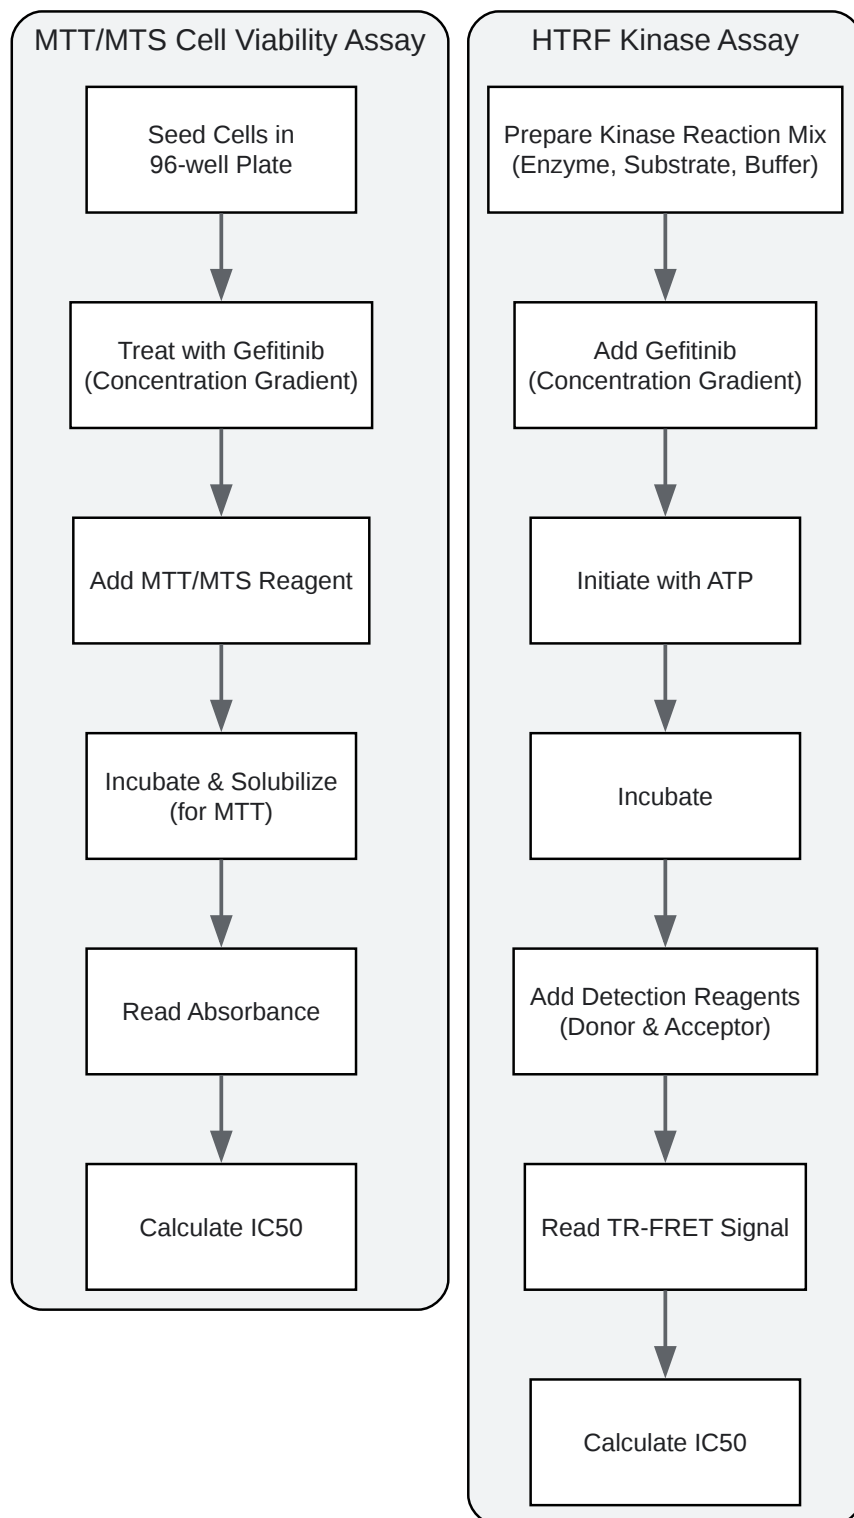 MTT/MTS Cell Viability Assay
Seed Cells in
96-well Plate
Treat with Gefitinib
(Concentration Gradient)
Add MTT/MTS Reagent
Incubate & Solubilize
(for MTT)
Read Absorbance
Calculate IC50
HTRF Kinase Assay
Prepare Kinase Reaction Mix
(Enzyme, Substrate, Buffer)
Add Gefitinib
(Concentration Gradient)
Initiate with ATP
Incubate
Add Detection Reagents
(Donor & Acceptor)
Read TR-FRET Signal
Calculate IC50